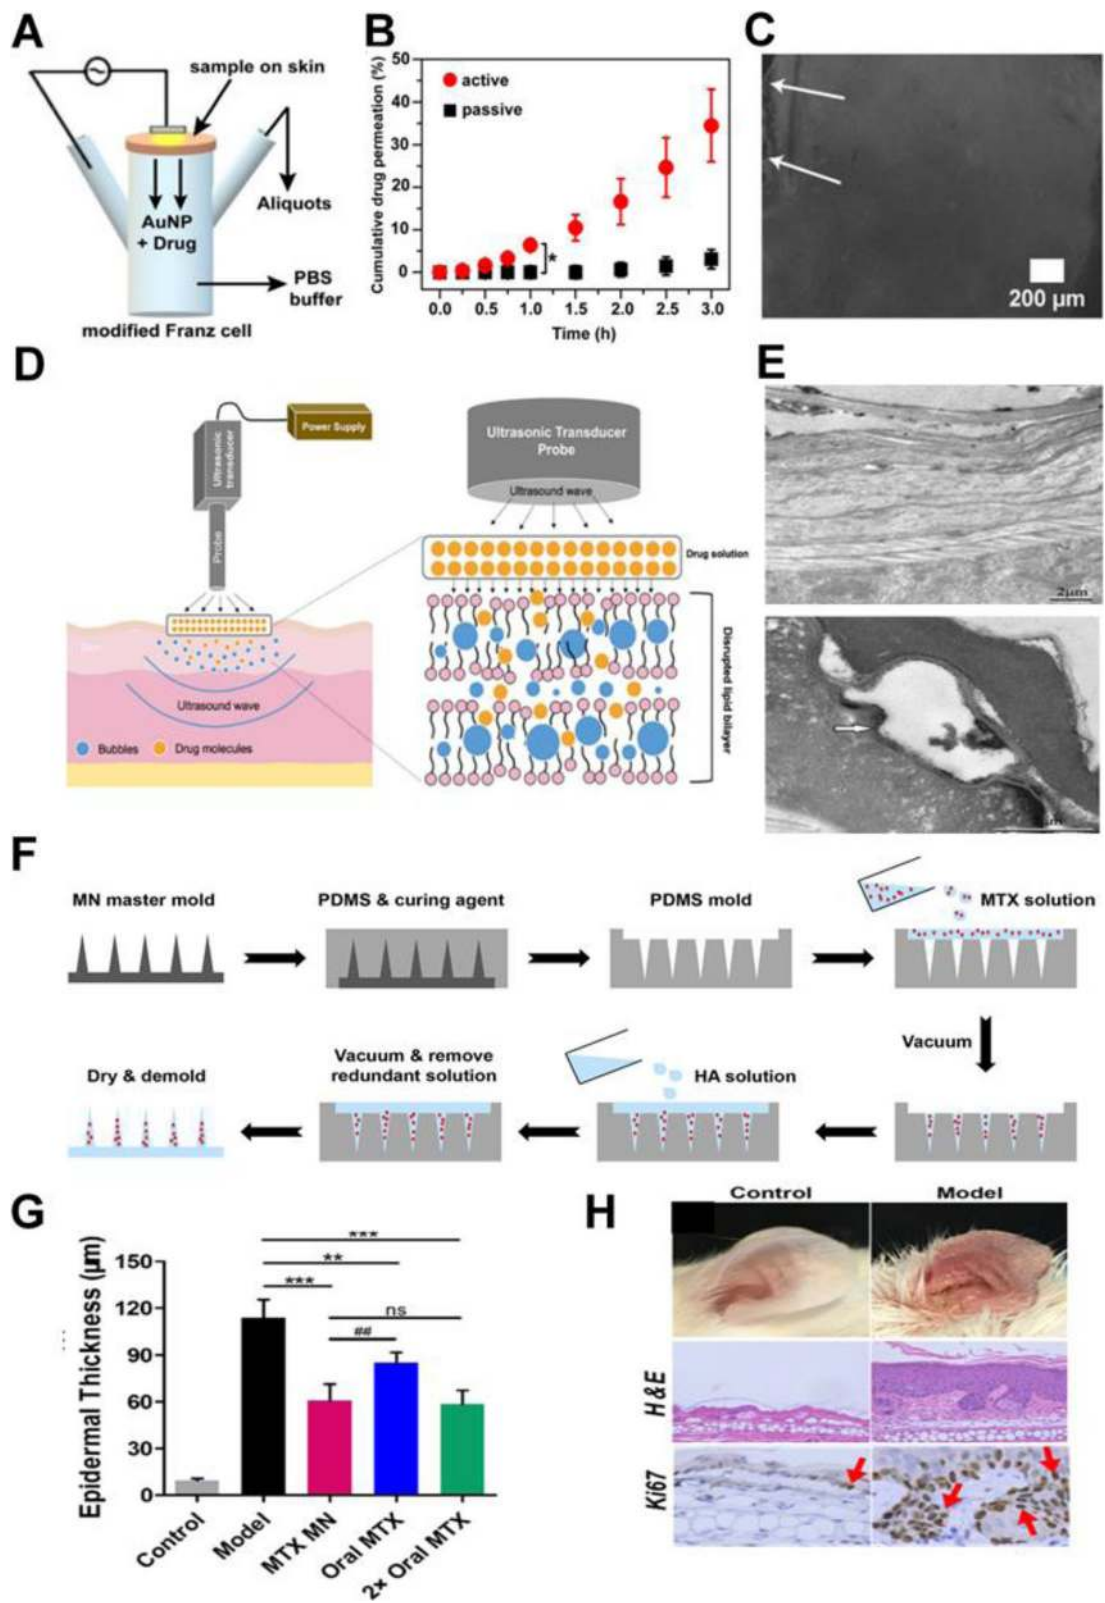 A
sample on skin
AuNP
+ Drug
Aliquots
PBS
buffer
modified Franz cell
B
Cumulative drug permeation (%)
50
40
30
20
10
0
active
passive
*
0.0
0.5
1.0
1.5
2.0
2.5
3.0
Time (h)
C
200 µm
D
Power Supply
Ultrasonic
transducer
Probe
Ultrasound wave
Bubbles
Drug molecules
Ultrasonic Transducer
Probe
Ultrasound wave
Drug solution
Disrupted lipid bilayer
E
2µm
F
MN master mold
PDMS & curing agent
PDMS mold
MTX solution
Vacuum
HA solution
Vacuum & remove
redundant solution
Dry & demold
G
Epidermal Thickness (µm)
150
120
90
60
30
0
***
**
***
ns
##
Control
Model
MTX MN
Oral MTX
2× Oral MTX
H
Control
Model
H&E
Ki67